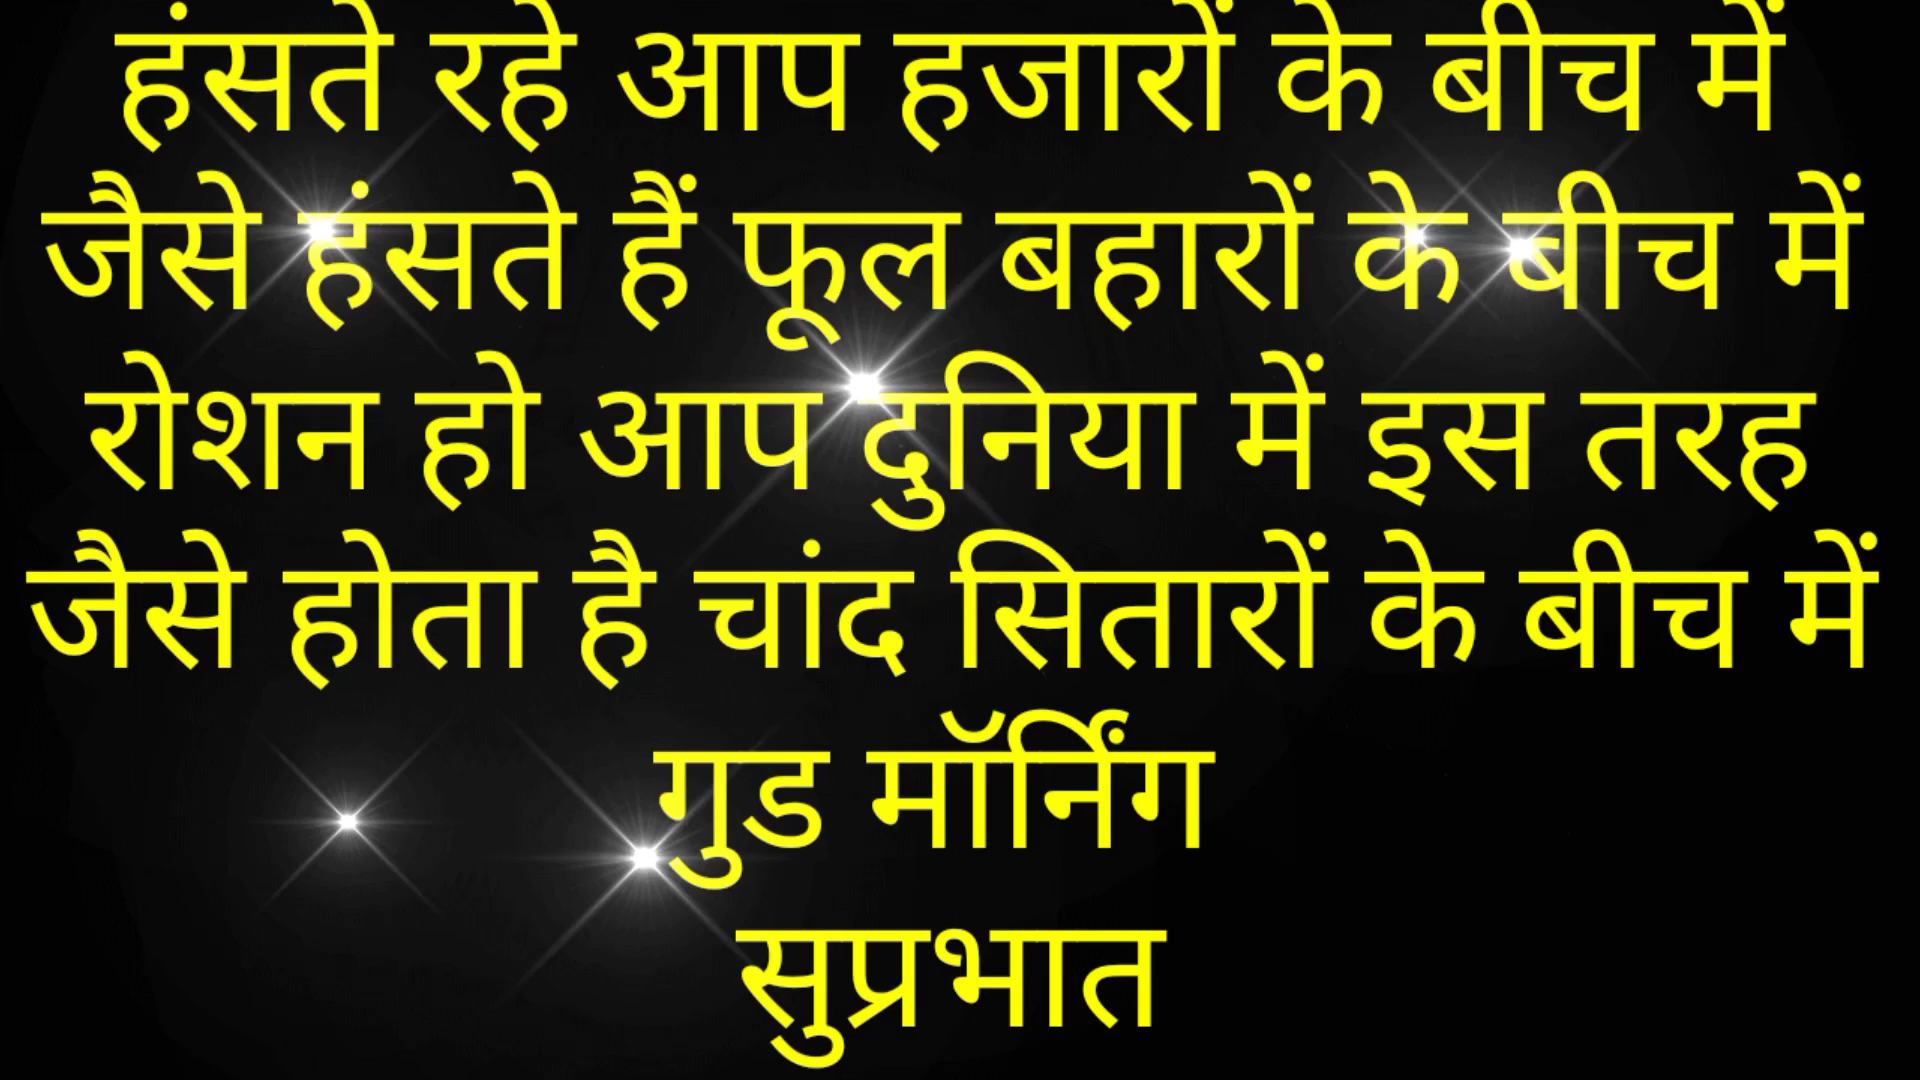 हंसते रहे आप हजारों के बीच में
जैसे हंसते हैं फूल बहारों के बीच में
रोशन हो आप दुनिया में इस तरह
जैसे होता है चांद सितारों के बीच में
गुड मॉर्निंग
सुप्रभात